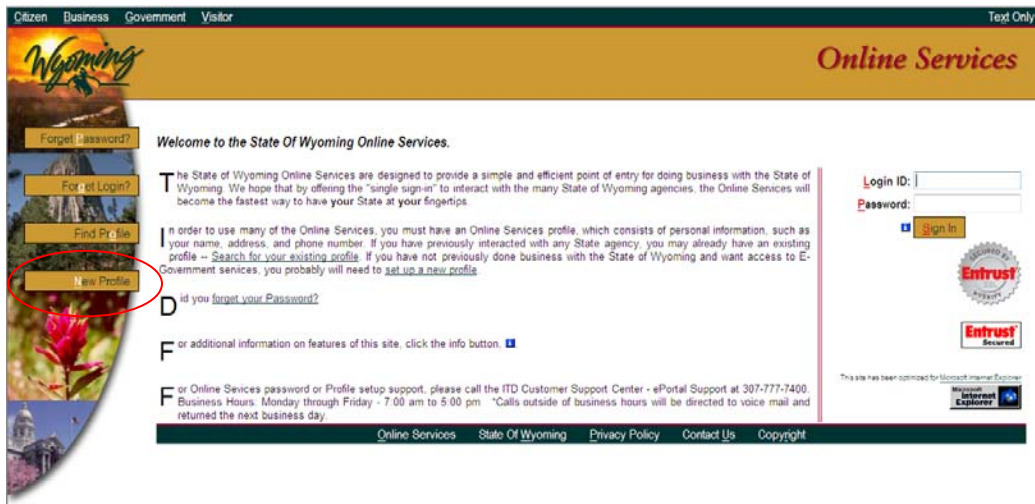 Citizen Business Government Visitor Text Only
Wyoming
Online Services
Forget Password?
Forget Login?
Find Profile
New Profile
Welcome to the State Of Wyoming Online Services.
The State of Wyoming Online Services are designed to provide a simple and efficient point of entry for doing business with the State of
Wyoming. We hope that by offering the "single sign-in" to interact with the many State of Wyoming agencies, the Online Services will
become the fastest way to have your State at your fingertips.
In order to use many of the Online Services, you must have an Online Services profile, which consists of personal information, such as
your name, address, and phone number. If you have previously interacted with any State agency, you may already have an existing
profile -- Search for your existing profile. If you have not previously done business with the State of Wyoming and want access to E-
Government services, you probably will need to set up a new profile.
Did you forget your Password?
For additional information on features of this site, click the info button.
For Online Sevices password or Profile setup support, please call the ITD Customer Support Center - ePortal Support at 307-777-7400.
Business Hours: Monday through Friday - 7:00 am to 5:00 pm *Calls outside of business hours will be directed to voice mail and
returned the next business day.
Login ID:
Password:
Sign In
SECURED BY
Entrust
SSL
Entrust
Secured
This site has been optimized for Microsoft Internet Explorer
Microsoft
Internet
Explorer
Online Services State Of Wyoming Privacy Policy Contact Us Copyright